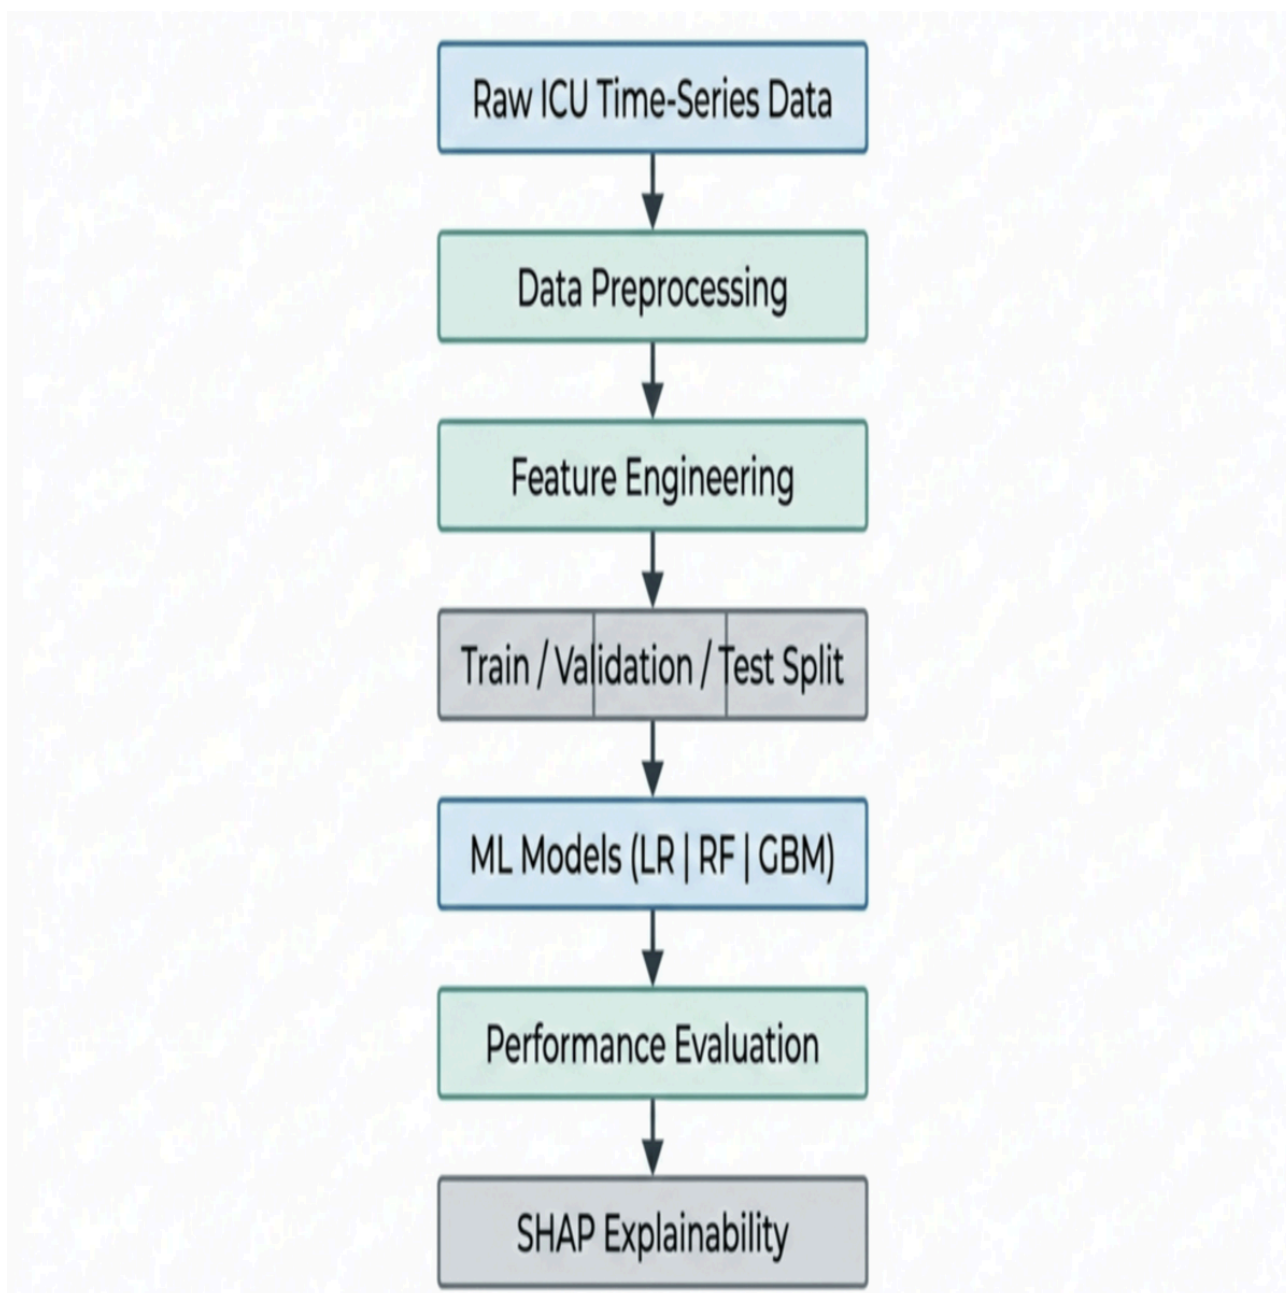 Raw ICU Time-Series Data
Data Preprocessing
Feature Engineering
Train / Validation / Test Split
ML Models (LR | RF | GBM)
Performance Evaluation
SHAP Explainability